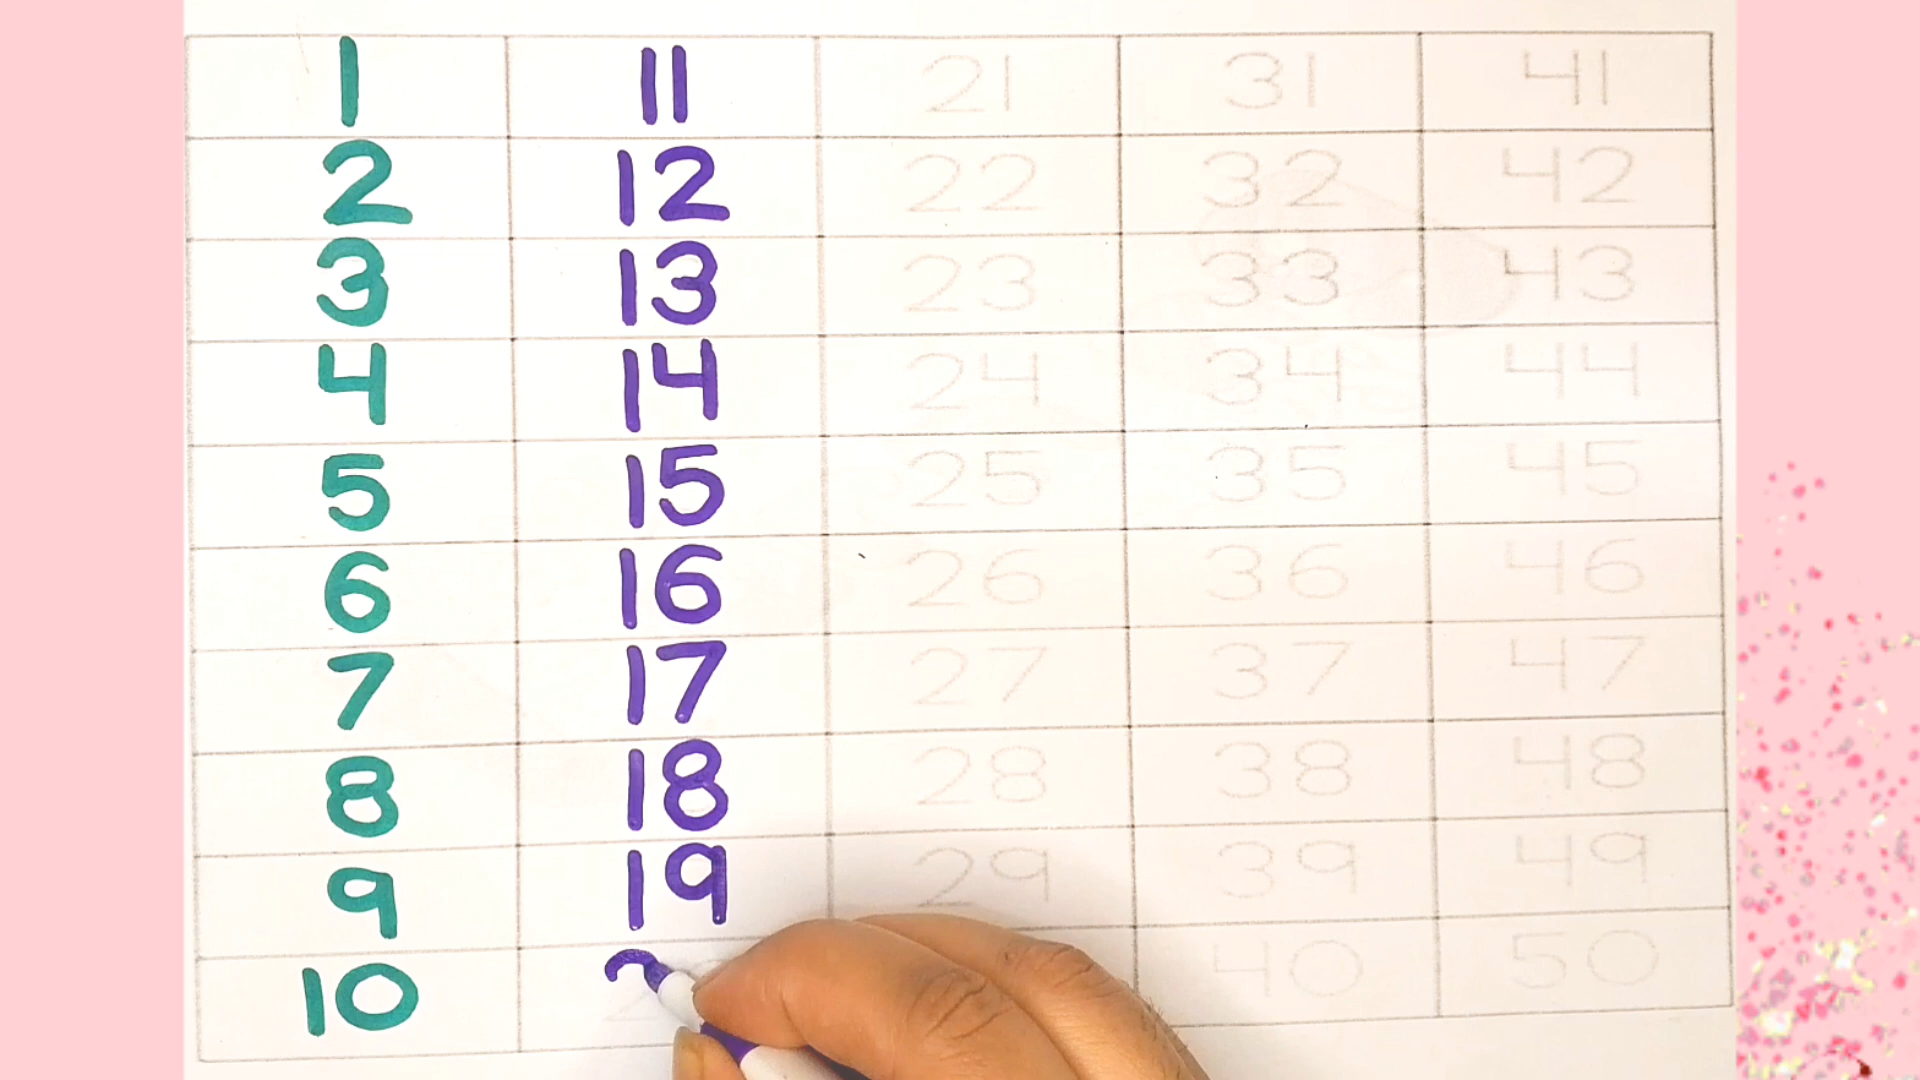 1 11 21 31 41
2 12 22 32 42
3 13 23 33 43
4 14 24 34 44
5 15 25 35 45
6 16 26 36 46
7 17 27 37 47
8 18 28 38 48
9 19 29 39 49
10 2 40 50